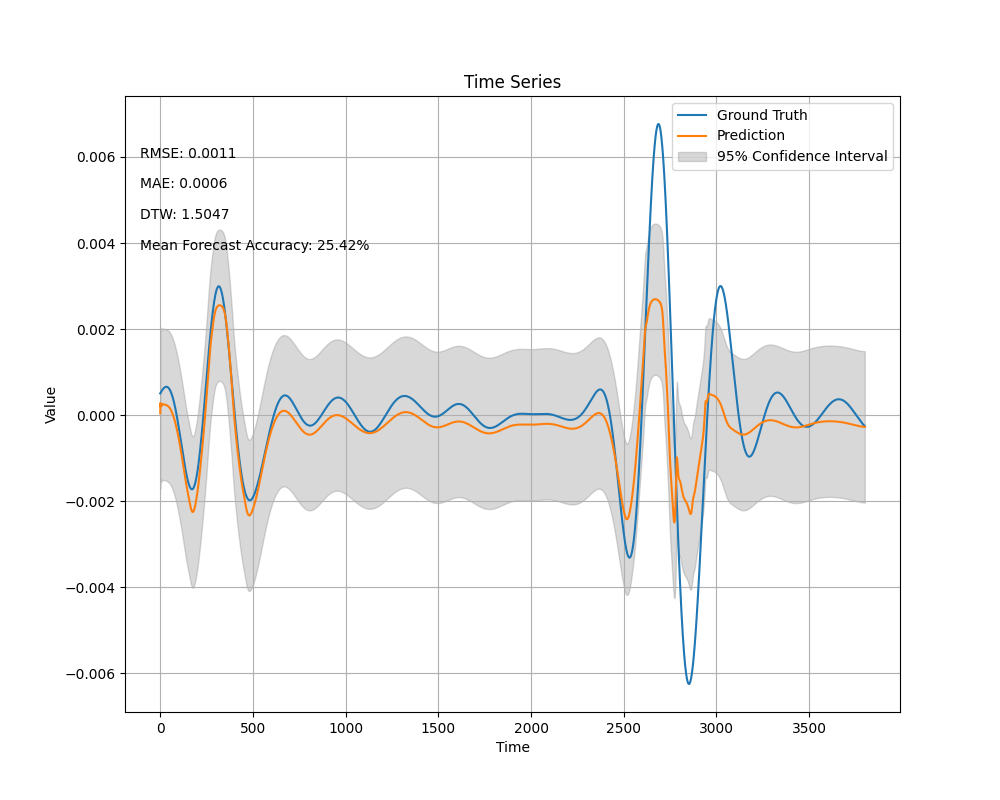 Time Series
Ground Truth
Prediction
95% Confidence Interval
RMSE: 0.0011
MAE: 0.0006
DTW: 1.5047
Mean Forecast Accuracy: 25.42%
Value
0.006
0.004
0.002
0.000
−0.002
−0.004
−0.006
0 500 1000 1500 2000 2500 3000 3500
Time